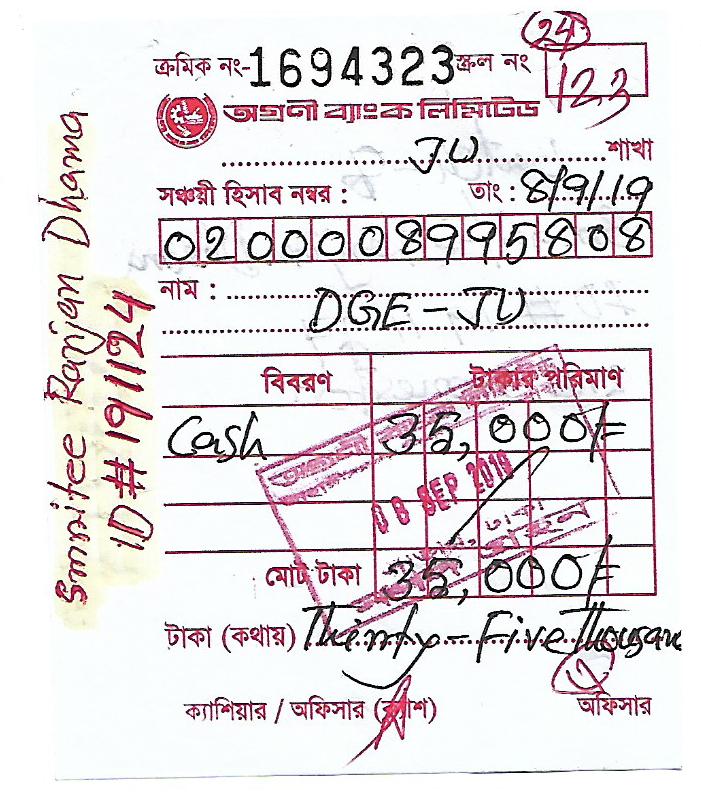 24
ক্রমিক নং-1694323 স্ক্রল নং 123
অগ্রণী ব্যাংক লিমিটেড
JU শাখা
সঞ্চয়ী হিসাব নম্বর : তাং : 8/9/19
0200008995808
নাম :
DGE-JU
বিবরণ টাকার পরিমাণ
Cash 35,000/=
08 SEP 2019
মোট টাকা 35,000/=
টাকা (কথায়) Thirty-Five Thousand
ক্যাশিয়ার / অফিসার (ক্যাশ) অফিসার
Smritee Ranjan Dhama
ID # 191124